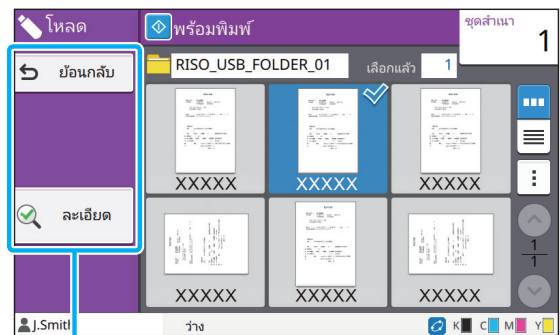 โหลด
พร้อมพิมพ์
ชุดสำเนา
1
ย้อนกลับ
RISO_USB_FOLDER_01
เลือกแล้ว
1
XXXXX
XXXXX
XXXXX
ละเอียด
1
1
XXXXX
XXXXX
XXXXX
ว่าง
K
C
M
Y